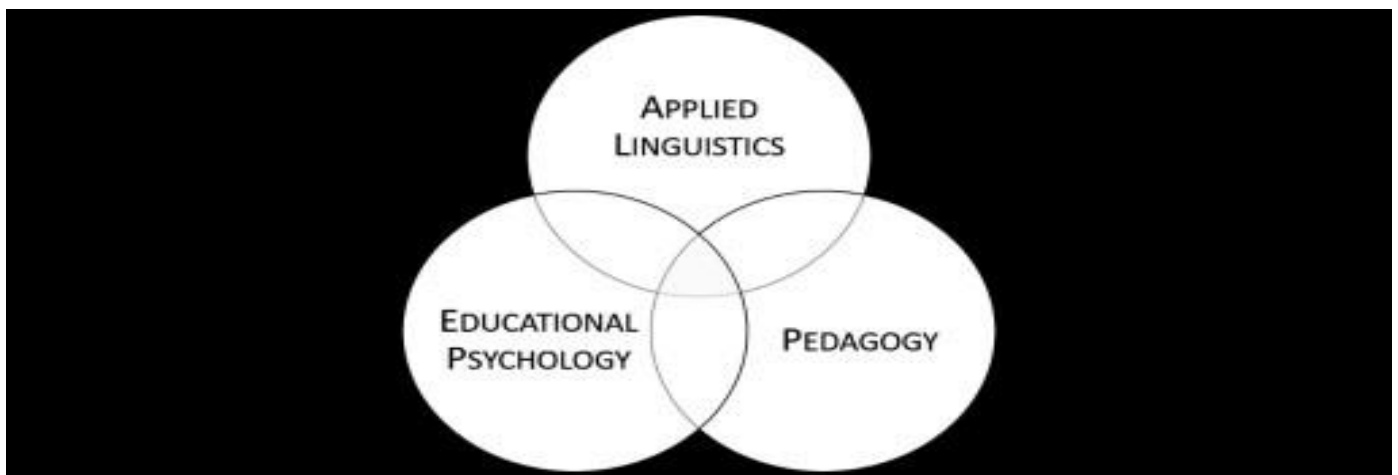 APPLIED
LINGUISTICS
EDUCATIONAL
PSYCHOLOGY
PEDAGOGY